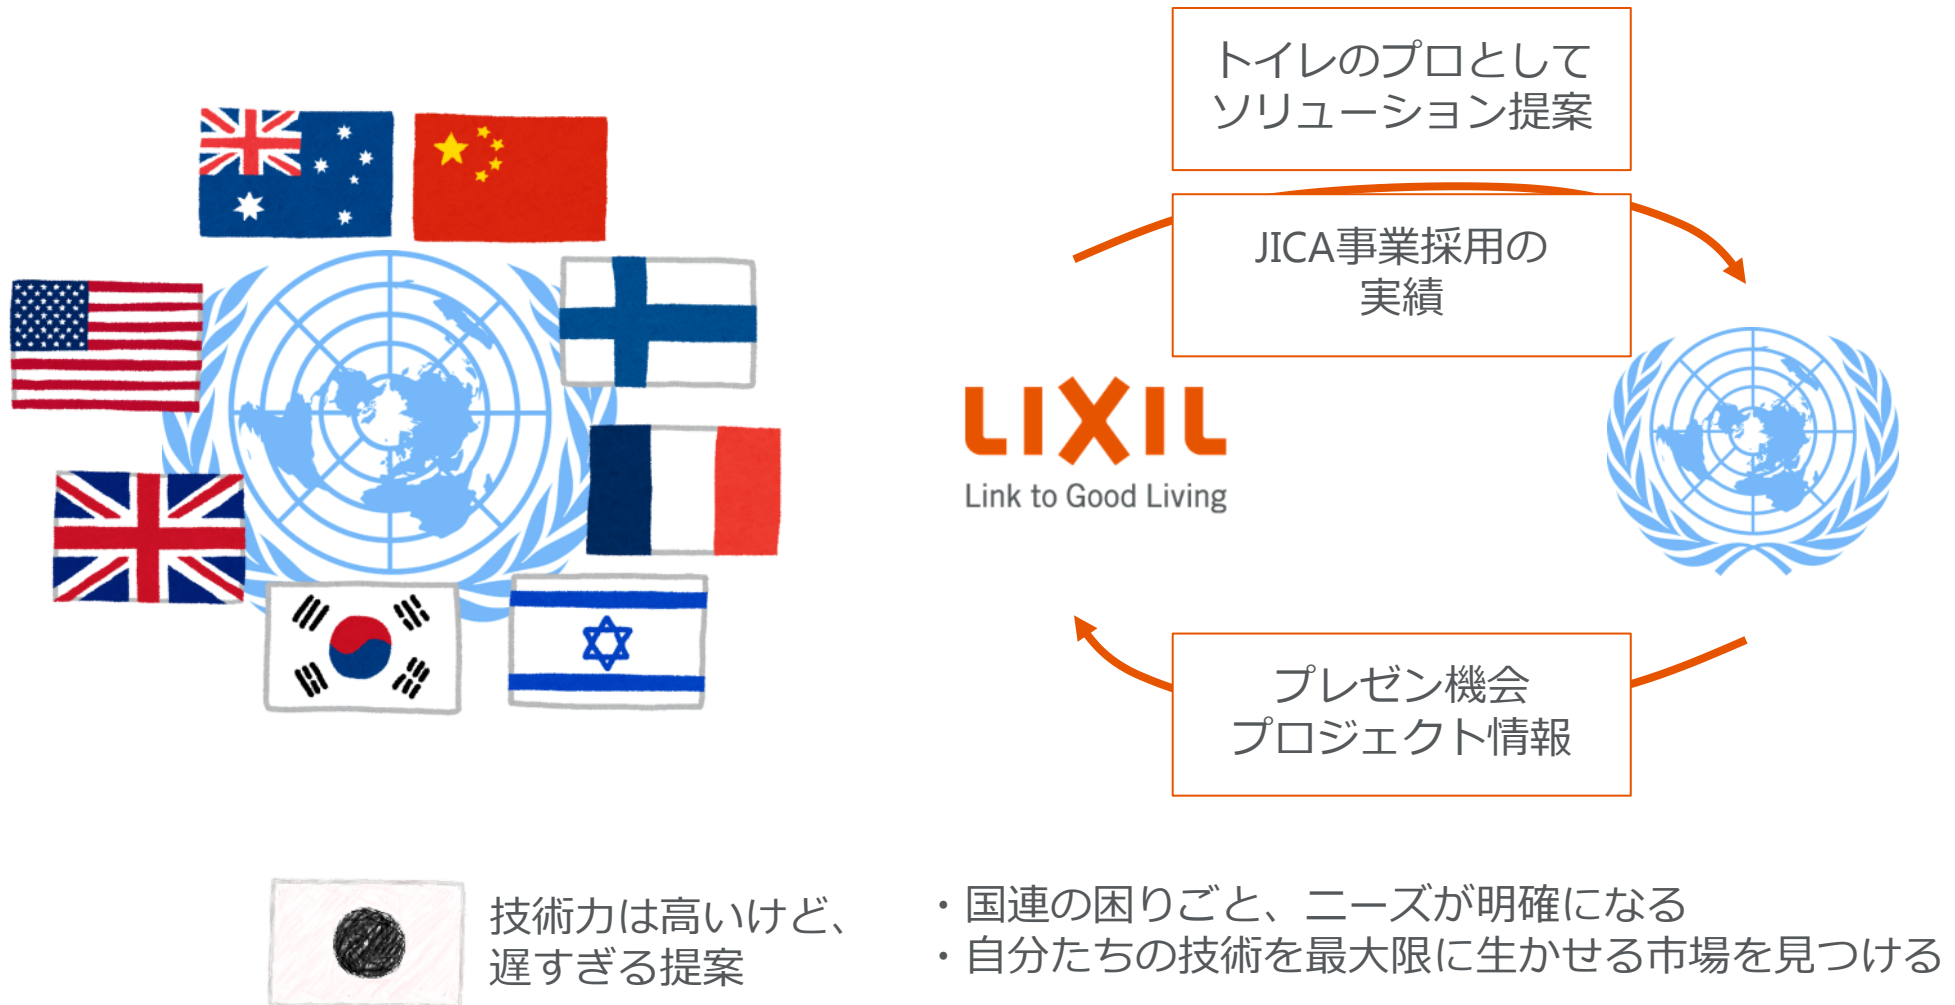 トイレのプロとして
ソリューション提案
JICA事業採用の
実績
LIXIL
Link to Good Living
プレゼン機会
プロジェクト情報
技術力は高いけど、
遅すぎる提案
・国連の困りごと、ニーズが明確になる
・自分たちの技術を最大限に生かせる市場を見つける